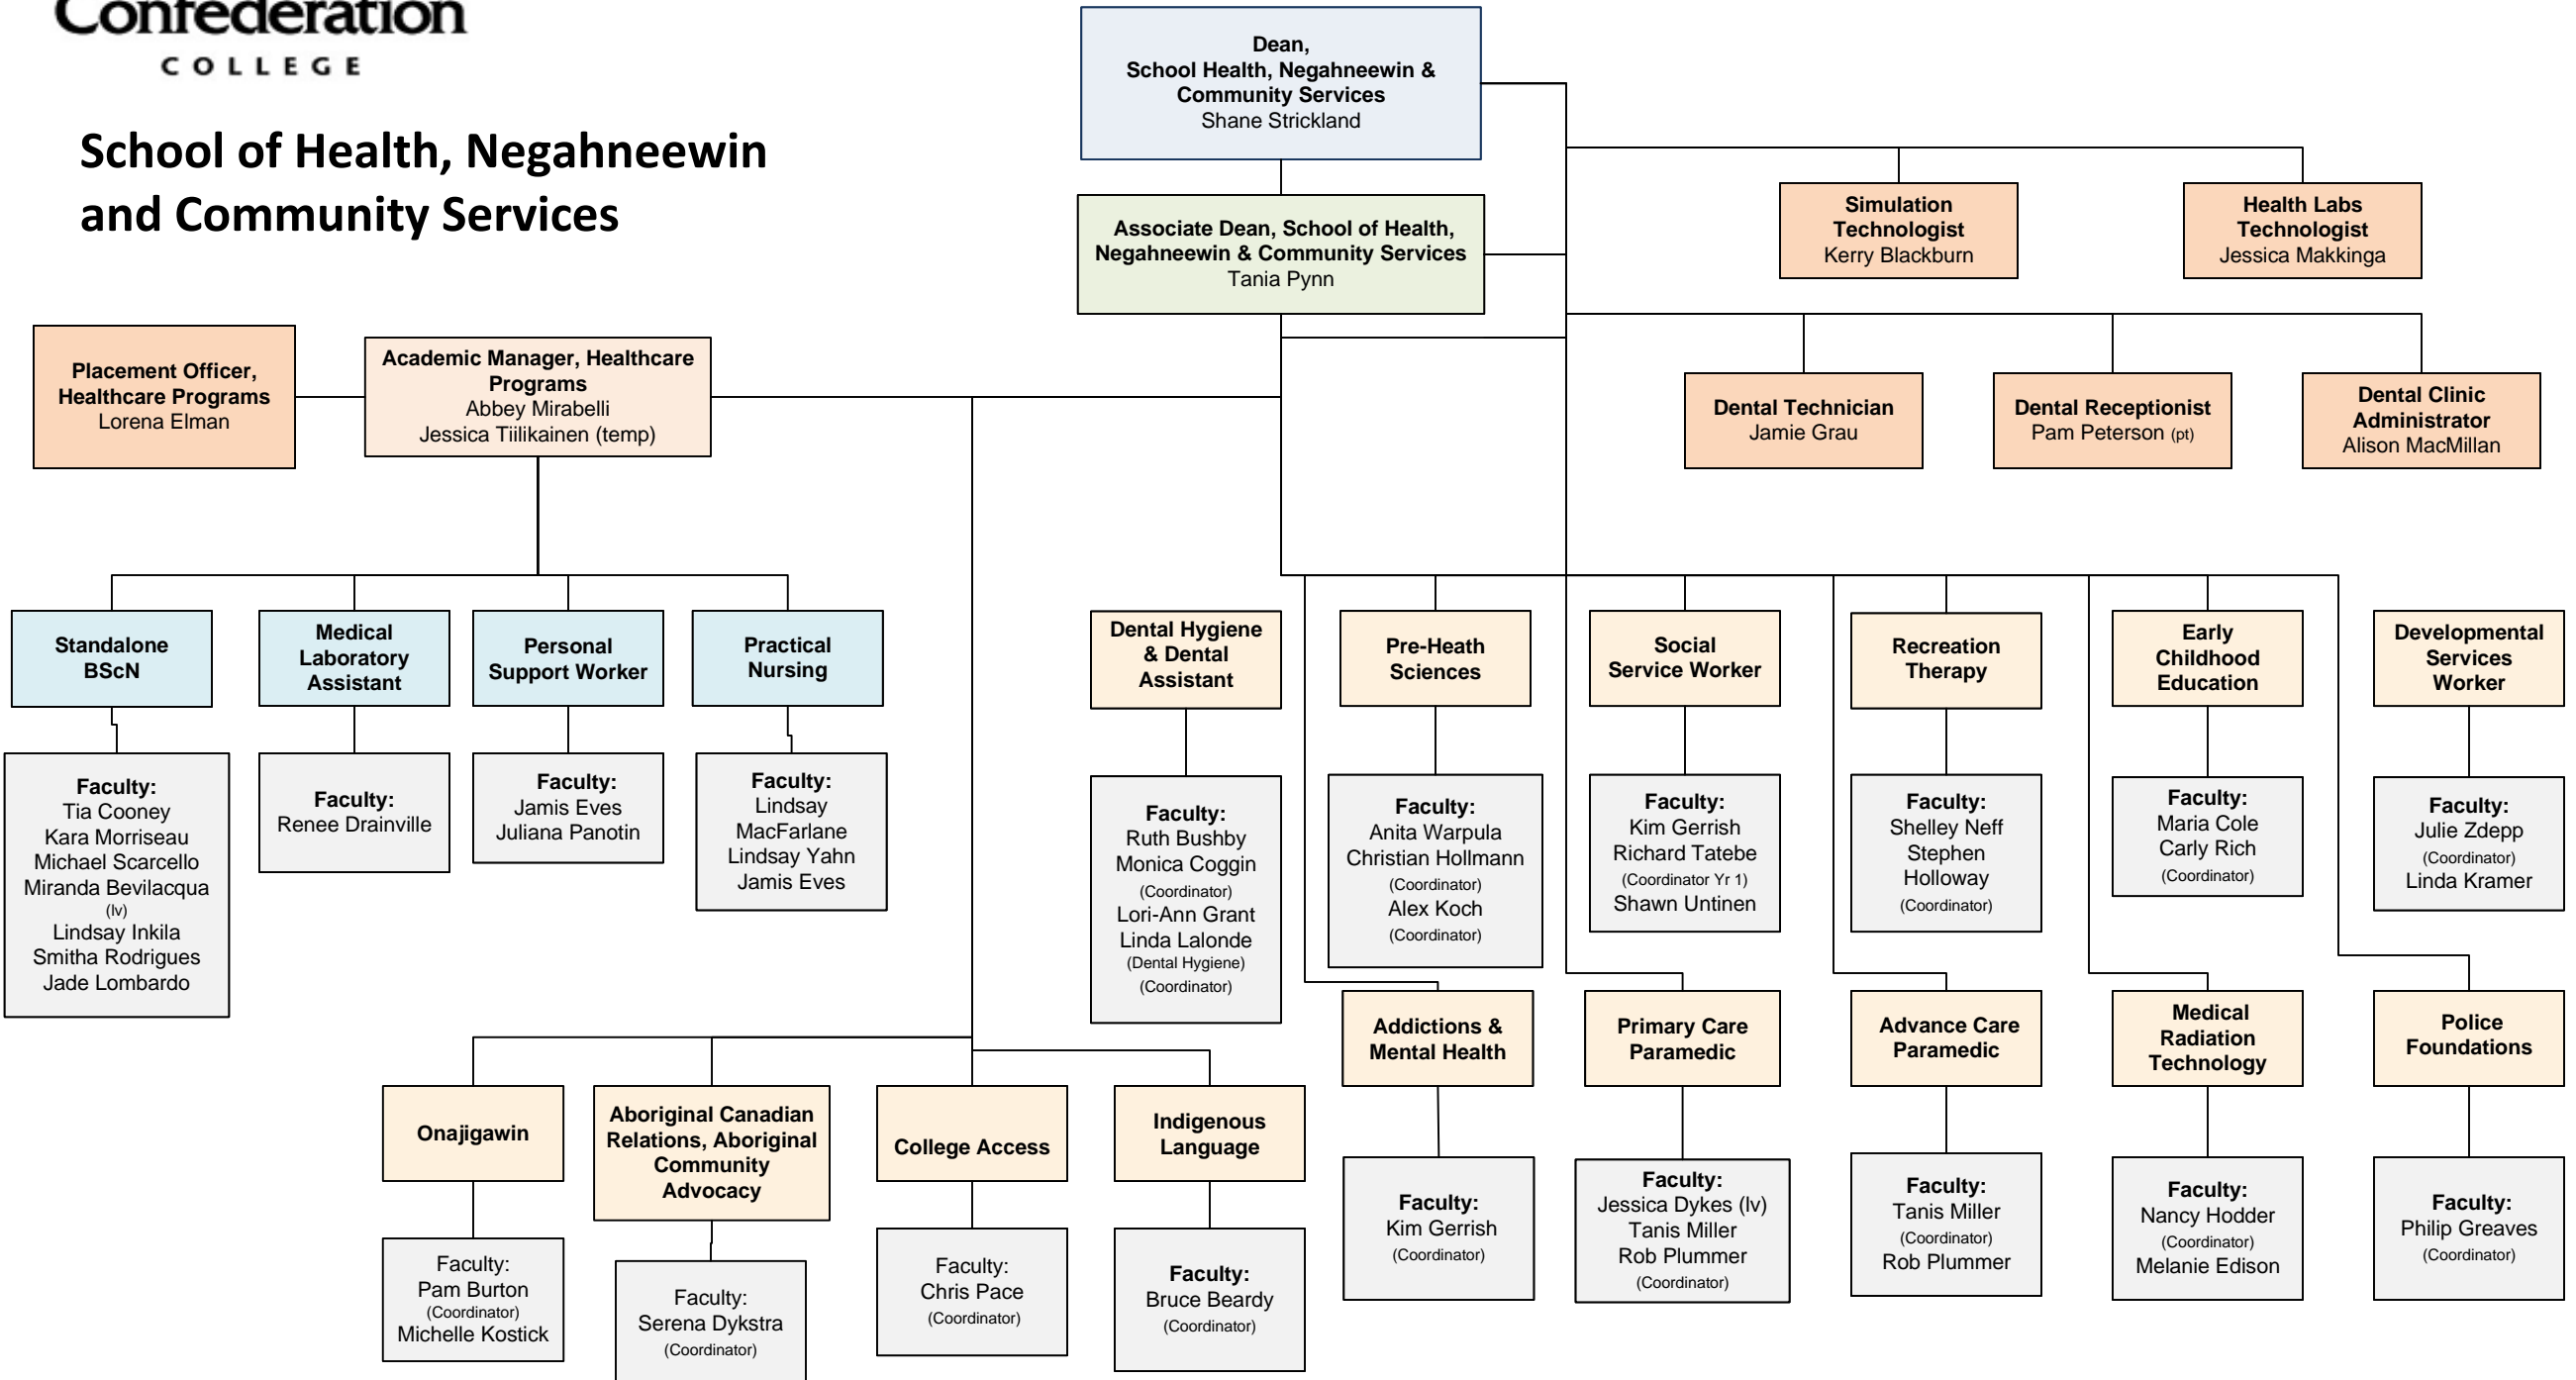 Confederation
COLLEGE
School of Health, Negahneewin
and Community Services
Dean,
School Health, Negahneewin &
Community Services
Shane Strickland
Associate Dean, School of Health,
Negahneewin & Community Services
Tania Pynn
Simulation
Technologist
Kerry Blackburn
Health Labs
Technologist
Jessica Makkinga
Placement Officer,
Healthcare Programs
Lorena Elman
Academic Manager, Healthcare
Programs
Abbey Mirabelli
Jessica Tiilikainen (temp)
Dental Technician
Jamie Grau
Dental Receptionist
Pam Peterson (pt)
Dental Clinic
Administrator
Alison MacMillan
Standalone
BScN
Medical
Laboratory
Assistant
Personal
Support Worker
Practical
Nursing
Dental Hygiene
& Dental
Assistant
Pre-Heath
Sciences
Social
Service Worker
Recreation
Therapy
Early
Childhood
Education
Developmental
Services
Worker
Faculty:
Tia Cooney
Kara Morriseau
Michael Scarcello
Miranda Bevilacqua
(lv)
Lindsay Inkila
Smitha Rodrigues
Jade Lombardo
Faculty:
Renee Drainville
Faculty:
Jamis Eves
Juliana Panotin
Faculty:
Lindsay
MacFarlane
Lindsay Yahn
Jamis Eves
Faculty:
Ruth Bushby
Monica Coggin
(Coordinator)
Lori-Ann Grant
Linda Lalonde
(Dental Hygiene)
(Coordinator)
Faculty:
Anita Warpula
Christian Hollmann
(Coordinator)
Alex Koch
(Coordinator)
Faculty:
Kim Gerrish
Richard Tatebe
(Coordinator Yr 1)
Shawn Untinen
Faculty:
Shelley Neff
Stephen
Holloway
(Coordinator)
Faculty:
Maria Cole
Carly Rich
(Coordinator)
Faculty:
Julie Zdepp
(Coordinator)
Linda Kramer
Addictions &
Mental Health
Primary Care
Paramedic
Advance Care
Paramedic
Medical
Radiation
Technology
Police
Foundations
Onajigawin
Aboriginal Canadian
Relations, Aboriginal
Community
Advocacy
College Access
Indigenous
Language
Faculty:
Kim Gerrish
(Coordinator)
Faculty:
Jessica Dykes (lv)
Tanis Miller
Rob Plummer
(Coordinator)
Faculty:
Tanis Miller
(Coordinator)
Rob Plummer
Faculty:
Nancy Hodder
(Coordinator)
Melanie Edison
Faculty:
Philip Greaves
(Coordinator)
Faculty:
Pam Burton
(Coordinator)
Michelle Kostick
Faculty:
Serena Dykstra
(Coordinator)
Faculty:
Chris Pace
(Coordinator)
Faculty:
Bruce Beardy
(Coordinator)